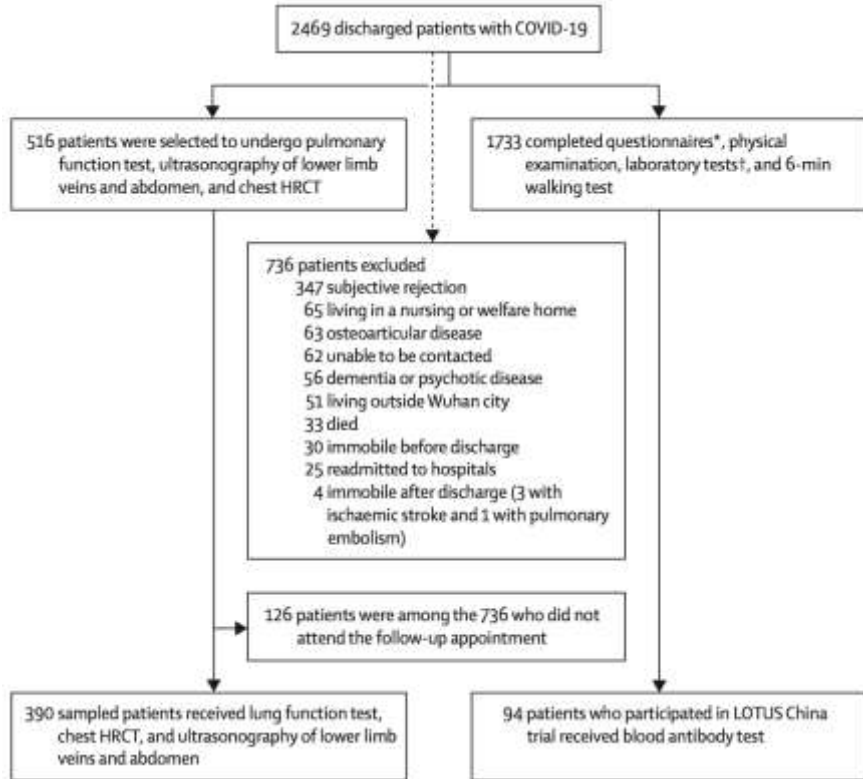 2469 discharged patients with COVID-19
516 patients were selected to undergo pulmonary
function test, ultrasonography of lower limb
veins and abdomen, and chest HRCT
1733 completed questionnaires*, physical
examination, laboratory tests†, and 6-min
walking test
736 patients excluded
347 subjective rejection
65 living in a nursing or welfare home
63 osteoarticular disease
62 unable to be contacted
56 dementia or psychotic disease
51 living outside Wuhan city
33 died
30 immobile before discharge
25 readmitted to hospitals
4 immobile after discharge (3 with
ischaemic stroke and 1 with pulmonary
embolism)
126 patients were among the 736 who did not
attend the follow-up appointment
390 sampled patients received lung function test,
chest HRCT, and ultrasonography of lower limb
veins and abdomen
94 patients who participated in LOTUS China
trial received blood antibody test